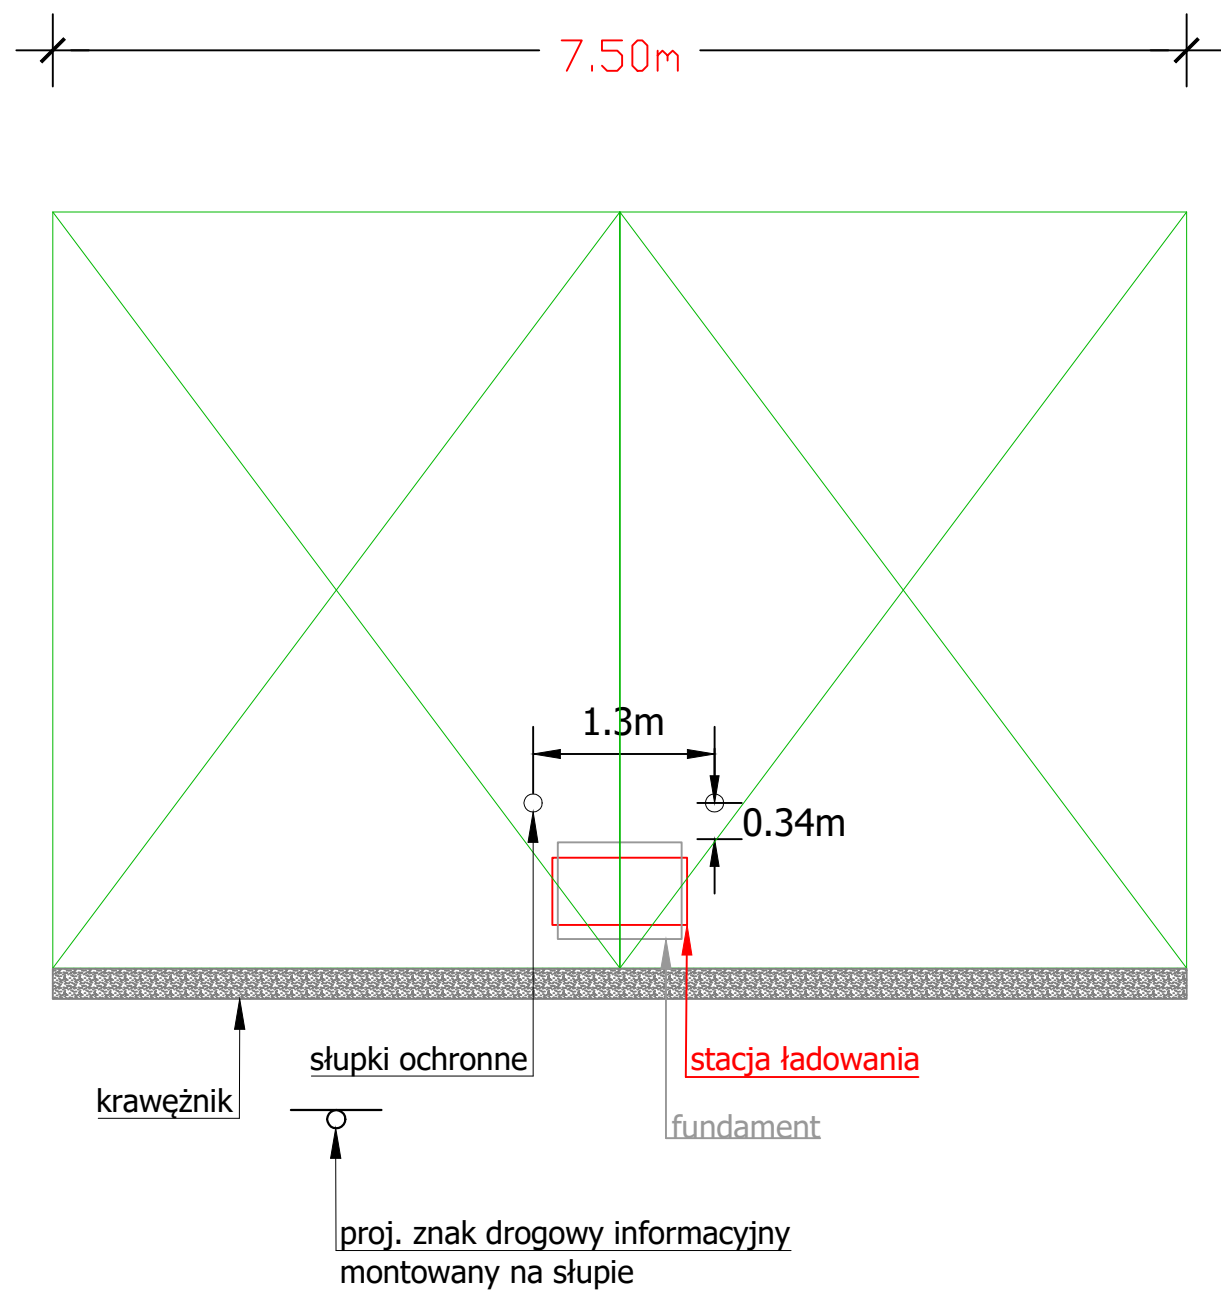 7.50m
1.3m
0.34m
słupki ochronne
stacja ładowania
krawężnik
fundament
proj. znak drogowy informacyjny
montowany na słupie